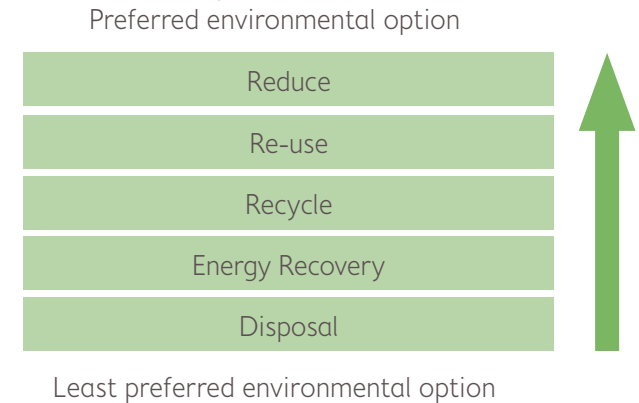 Preferred environmental option
Reduce
Re-use
Recycle
Energy Recovery
Disposal
Least preferred environmental option